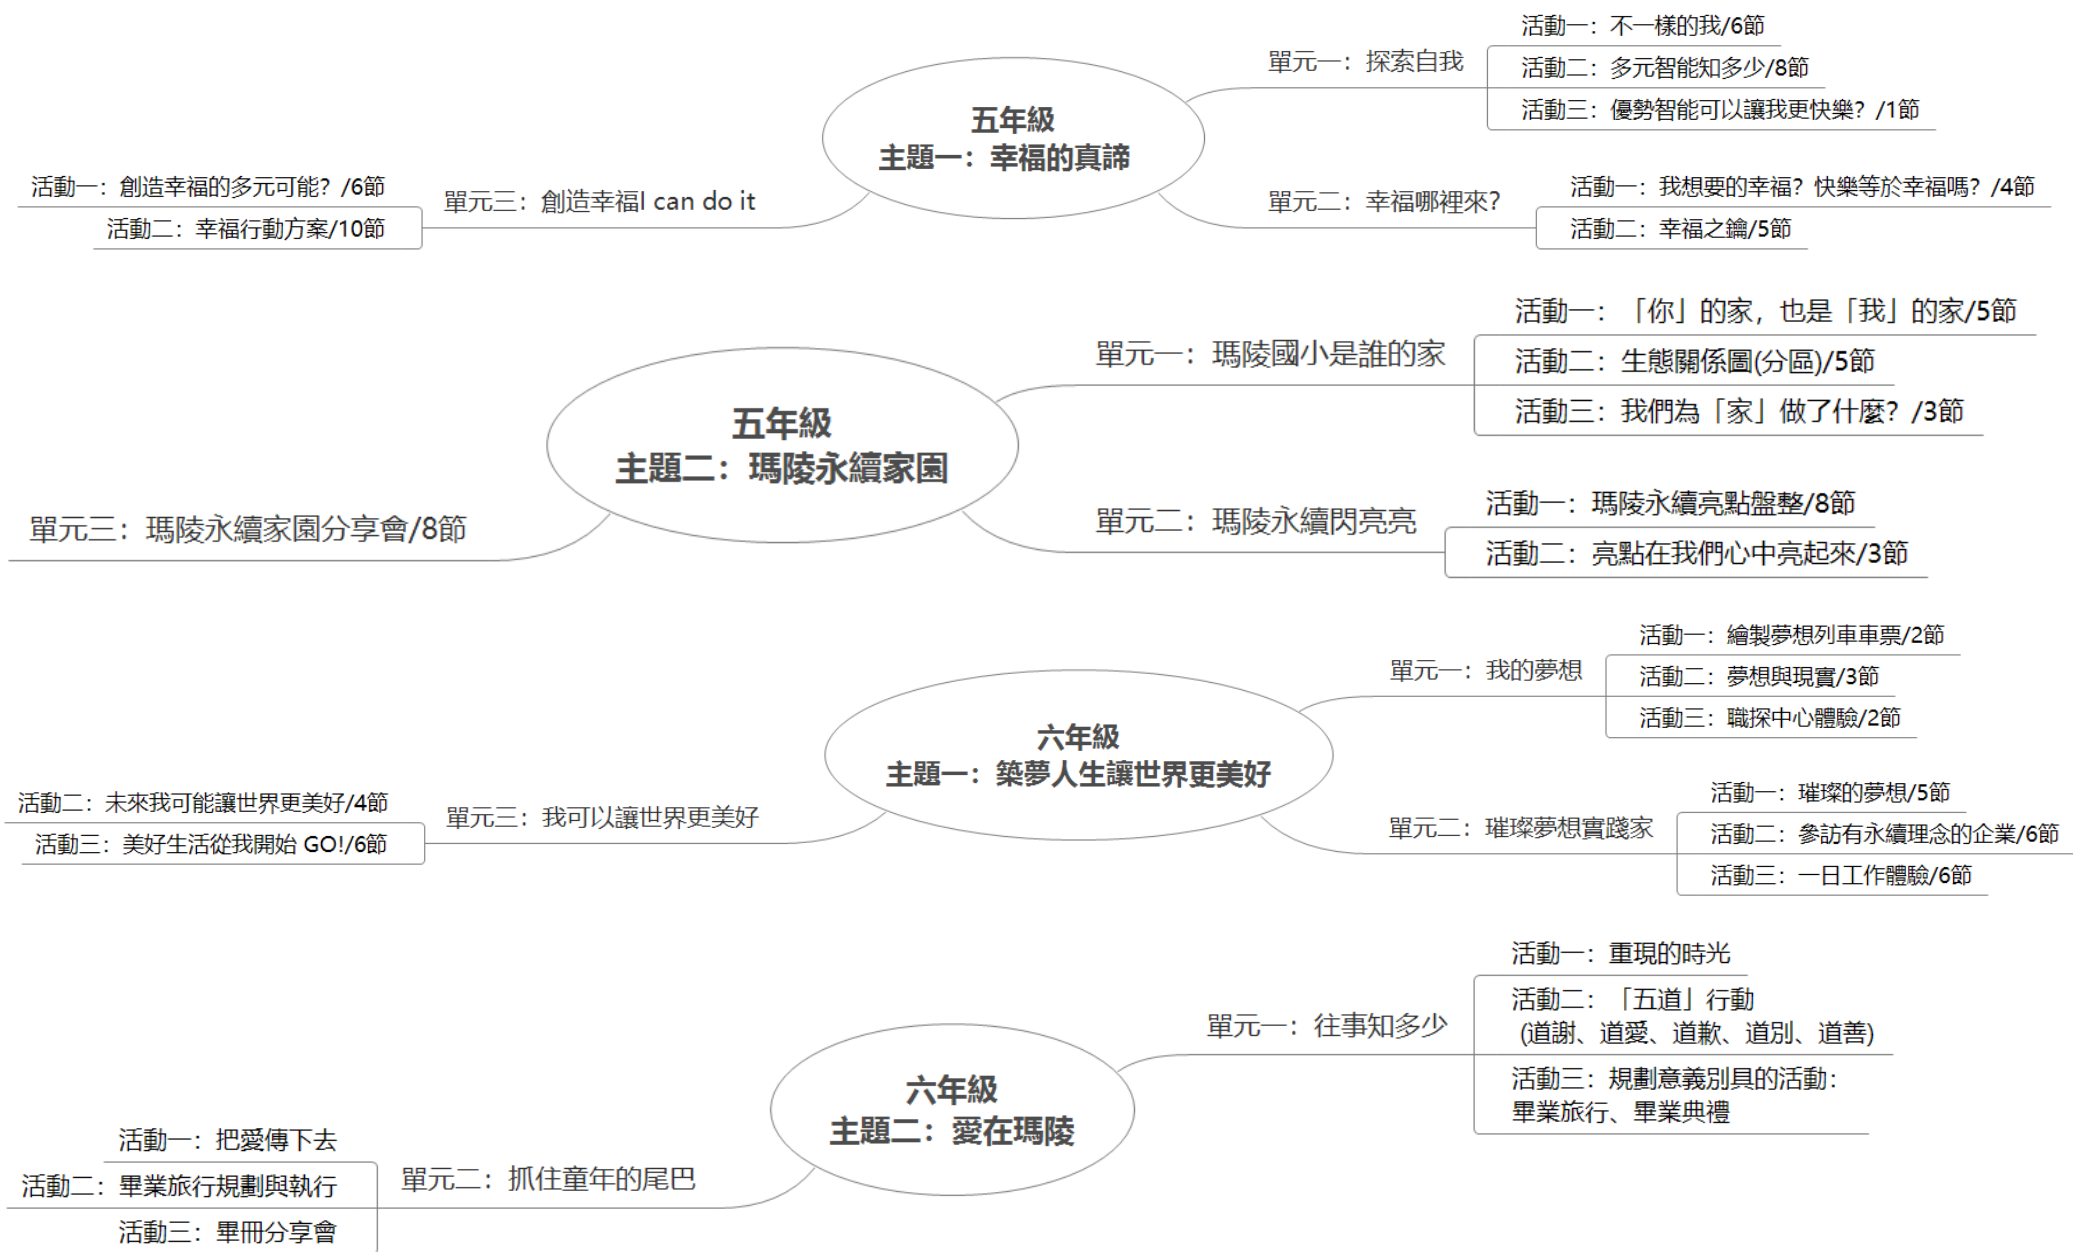 五年級
主題一：幸福的真諦
單元一：探索自我
活動一：不一樣的我/6節
活動二：多元智能知多少/8節
活動三：優勢智能可以讓我更快樂？/1節
單元二：幸福哪裡來？
活動一：我想要的幸福？快樂等於幸福嗎？/4節
活動二：幸福之鑰/5節
單元三：創造幸福I can do it
活動一：創造幸福的多元可能？/6節
活動二：幸福行動方案/10節
五年級
主題二：瑪陵永續家園
單元一：瑪陵國小是誰的家
活動一：「你」的家，也是「我」的家/5節
活動二：生態關係圖(分區)/5節
活動三：我們為「家」做了什麼？/3節
單元二：瑪陵永續閃亮亮
活動一：瑪陵永續亮點盤整/8節
活動二：亮點在我們心中亮起來/3節
單元三：瑪陵永續家園分享會/8節
六年級
主題一：築夢人生讓世界更美好
單元一：我的夢想
活動一：繪製夢想列車車票/2節
活動二：夢想與現實/3節
活動三：職探中心體驗/2節
單元二：璀璨夢想實踐家
活動一：璀璨的夢想/5節
活動二：參訪有永續理念的企業/6節
活動三：一日工作體驗/6節
單元三：我可以讓世界更美好
活動二：未來我可能讓世界更美好/4節
活動三：美好生活從我開始 GO!/6節
六年級
主題二：愛在瑪陵
單元一：往事知多少
活動一：重現的時光
活動二：「五道」行動
(道謝、道愛、道歉、道別、道善)
活動三：規劃意義別具的活動：
畢業旅行、畢業典禮
單元二：抓住童年的尾巴
活動一：把愛傳下去
活動二：畢業旅行規劃與執行
活動三：畢冊分享會